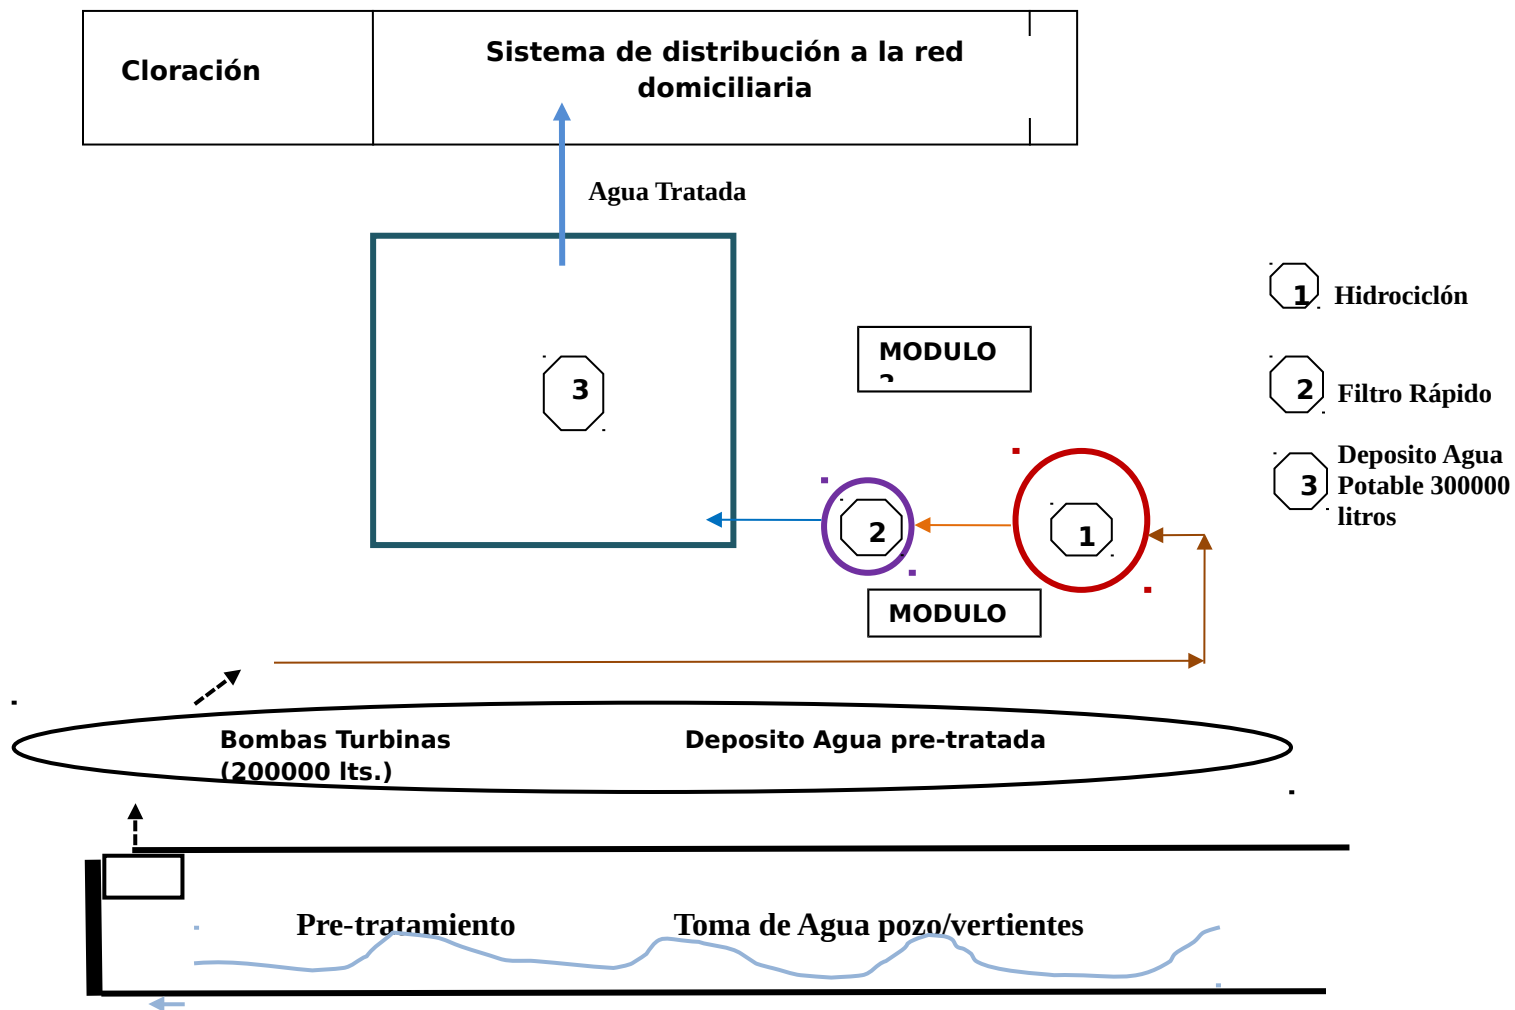 Cloración
Sistema de distribución a la red
domiciliaria
Agua Tratada
1 Hidrociclón
MODULO
3
2 Filtro Rápido
Deposito Agua
3 Potable 300000
litros
2
1
MODULO
Bombas Turbinas
(200000 lts.)
Deposito Agua pre-tratada
Pre-tratamiento
Toma de Agua pozo/vertientes